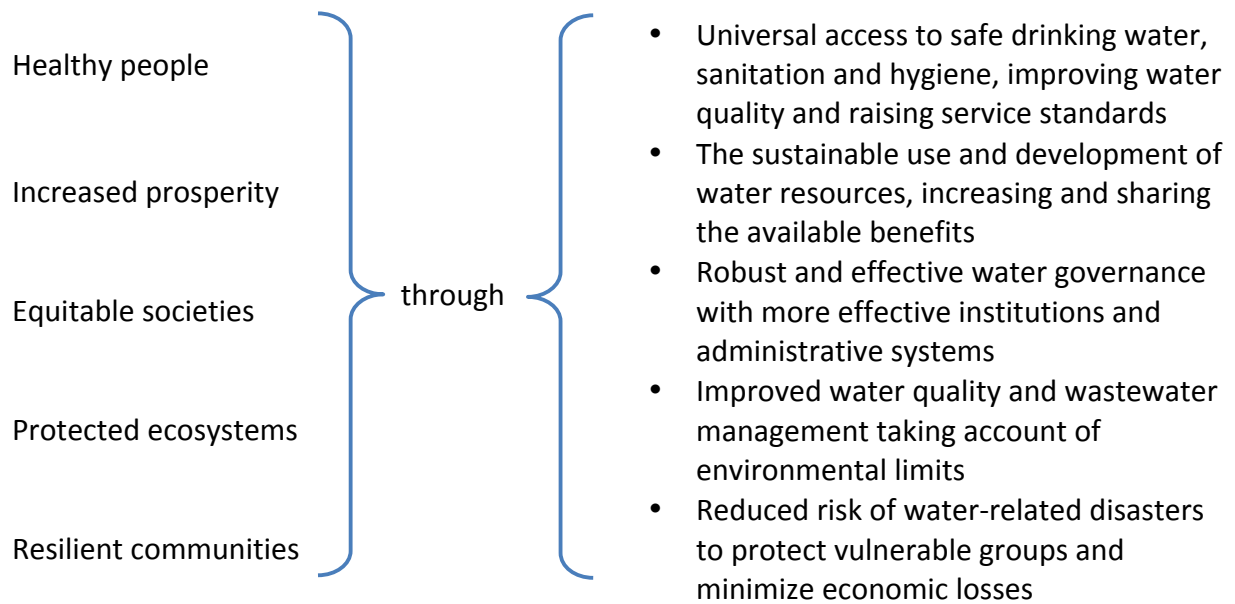 Healthy people
Increased prosperity
Equitable societies
Protected ecosystems
Resilient communities
through
• Universal access to safe drinking water,
sanitation and hygiene, improving water
quality and raising service standards
• The sustainable use and development of
water resources, increasing and sharing
the available benefits
• Robust and effective water governance
with more effective institutions and
administrative systems
• Improved water quality and wastewater
management taking account of
environmental limits
• Reduced risk of water-related disasters
to protect vulnerable groups and
minimize economic losses